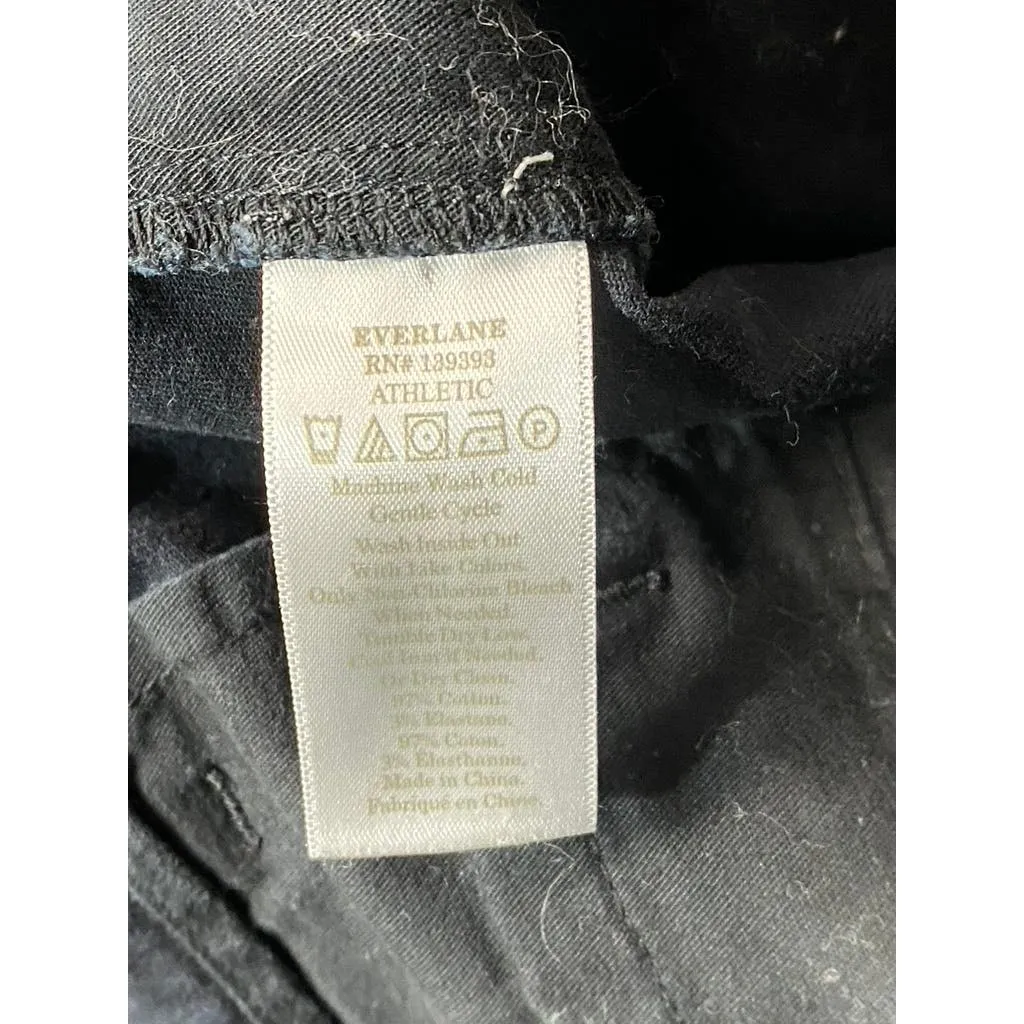 EVERLANE
RN# 139393
ATHLETIC
P
Machine Wash Cold
Gentle Cycle
Wash Inside Out
With Like Colors.
Only Non-Chlorine Bleach
When Needed
Tumble Dry Low.
Cool Iron if Needed.
Or Dry Clean.
97% Cotton.
3% Elastane.
97% Coton.
3% Elasthanne.
Made in China.
Fabriqué en Chine.